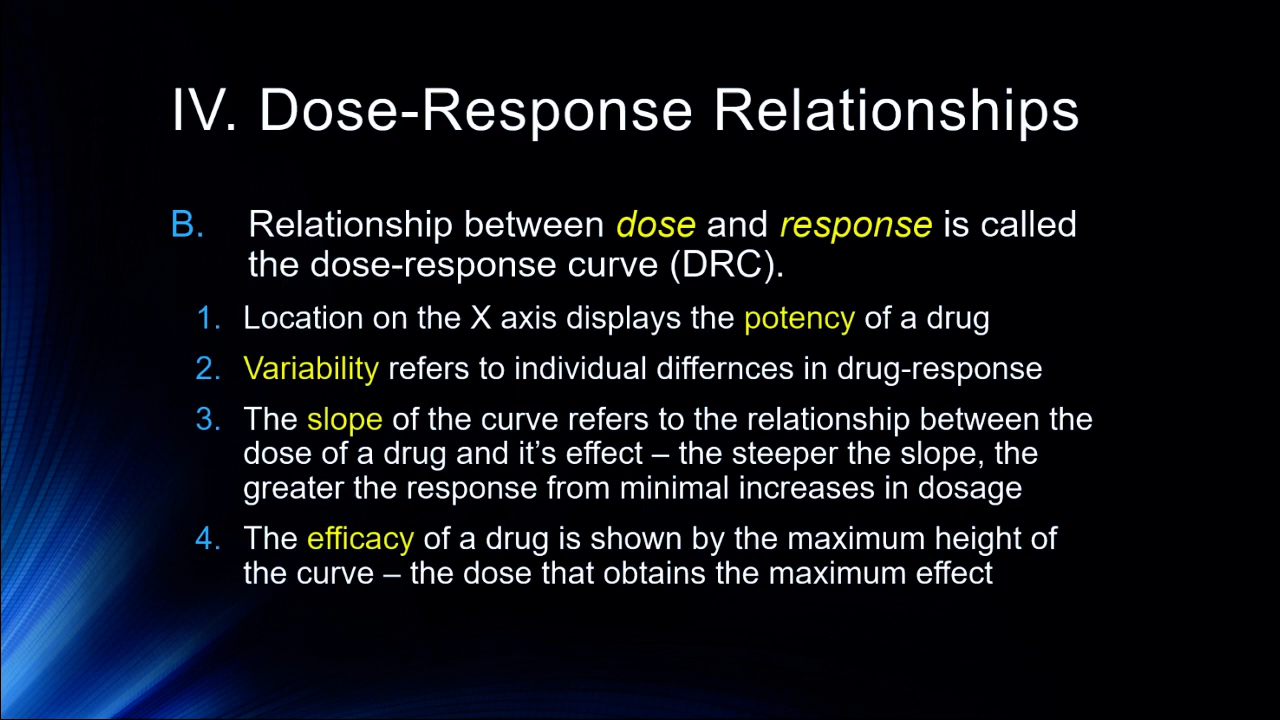 IV. Dose-Response Relationships
B. Relationship between dose and response is called
the dose-response curve (DRC).
1. Location on the X axis displays the potency of a drug
2. Variability refers to individual differnces in drug-response
3. The slope of the curve refers to the relationship between the
dose of a drug and it’s effect – the steeper the slope, the
greater the response from minimal increases in dosage
4. The efficacy of a drug is shown by the maximum height of
the curve – the dose that obtains the maximum effect